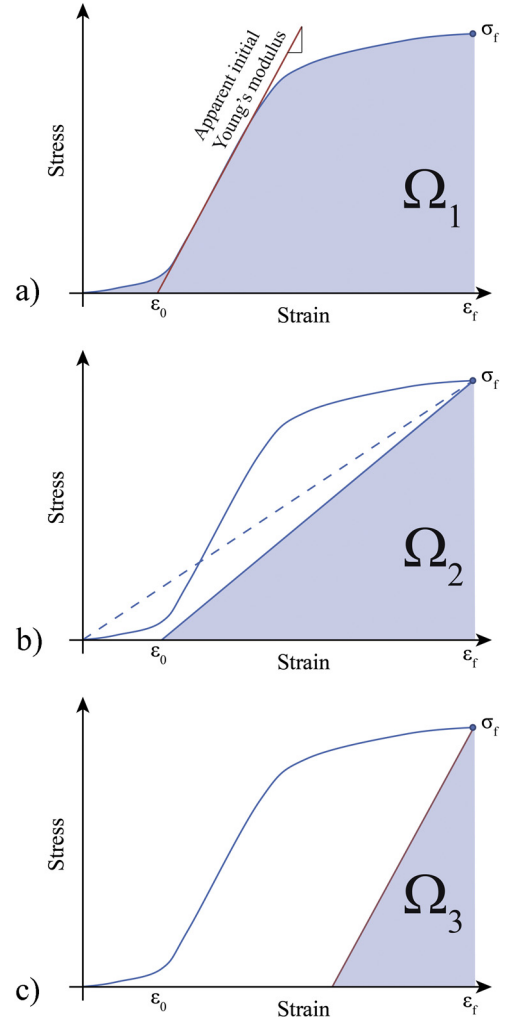 σf
Apparent initial
Young's modulus
Stress
Ω1
a)
ε0
Strain
εf
σf
Stress
Ω2
b)
ε0
Strain
εf
σf
Stress
Ω3
c)
ε0
Strain
εf